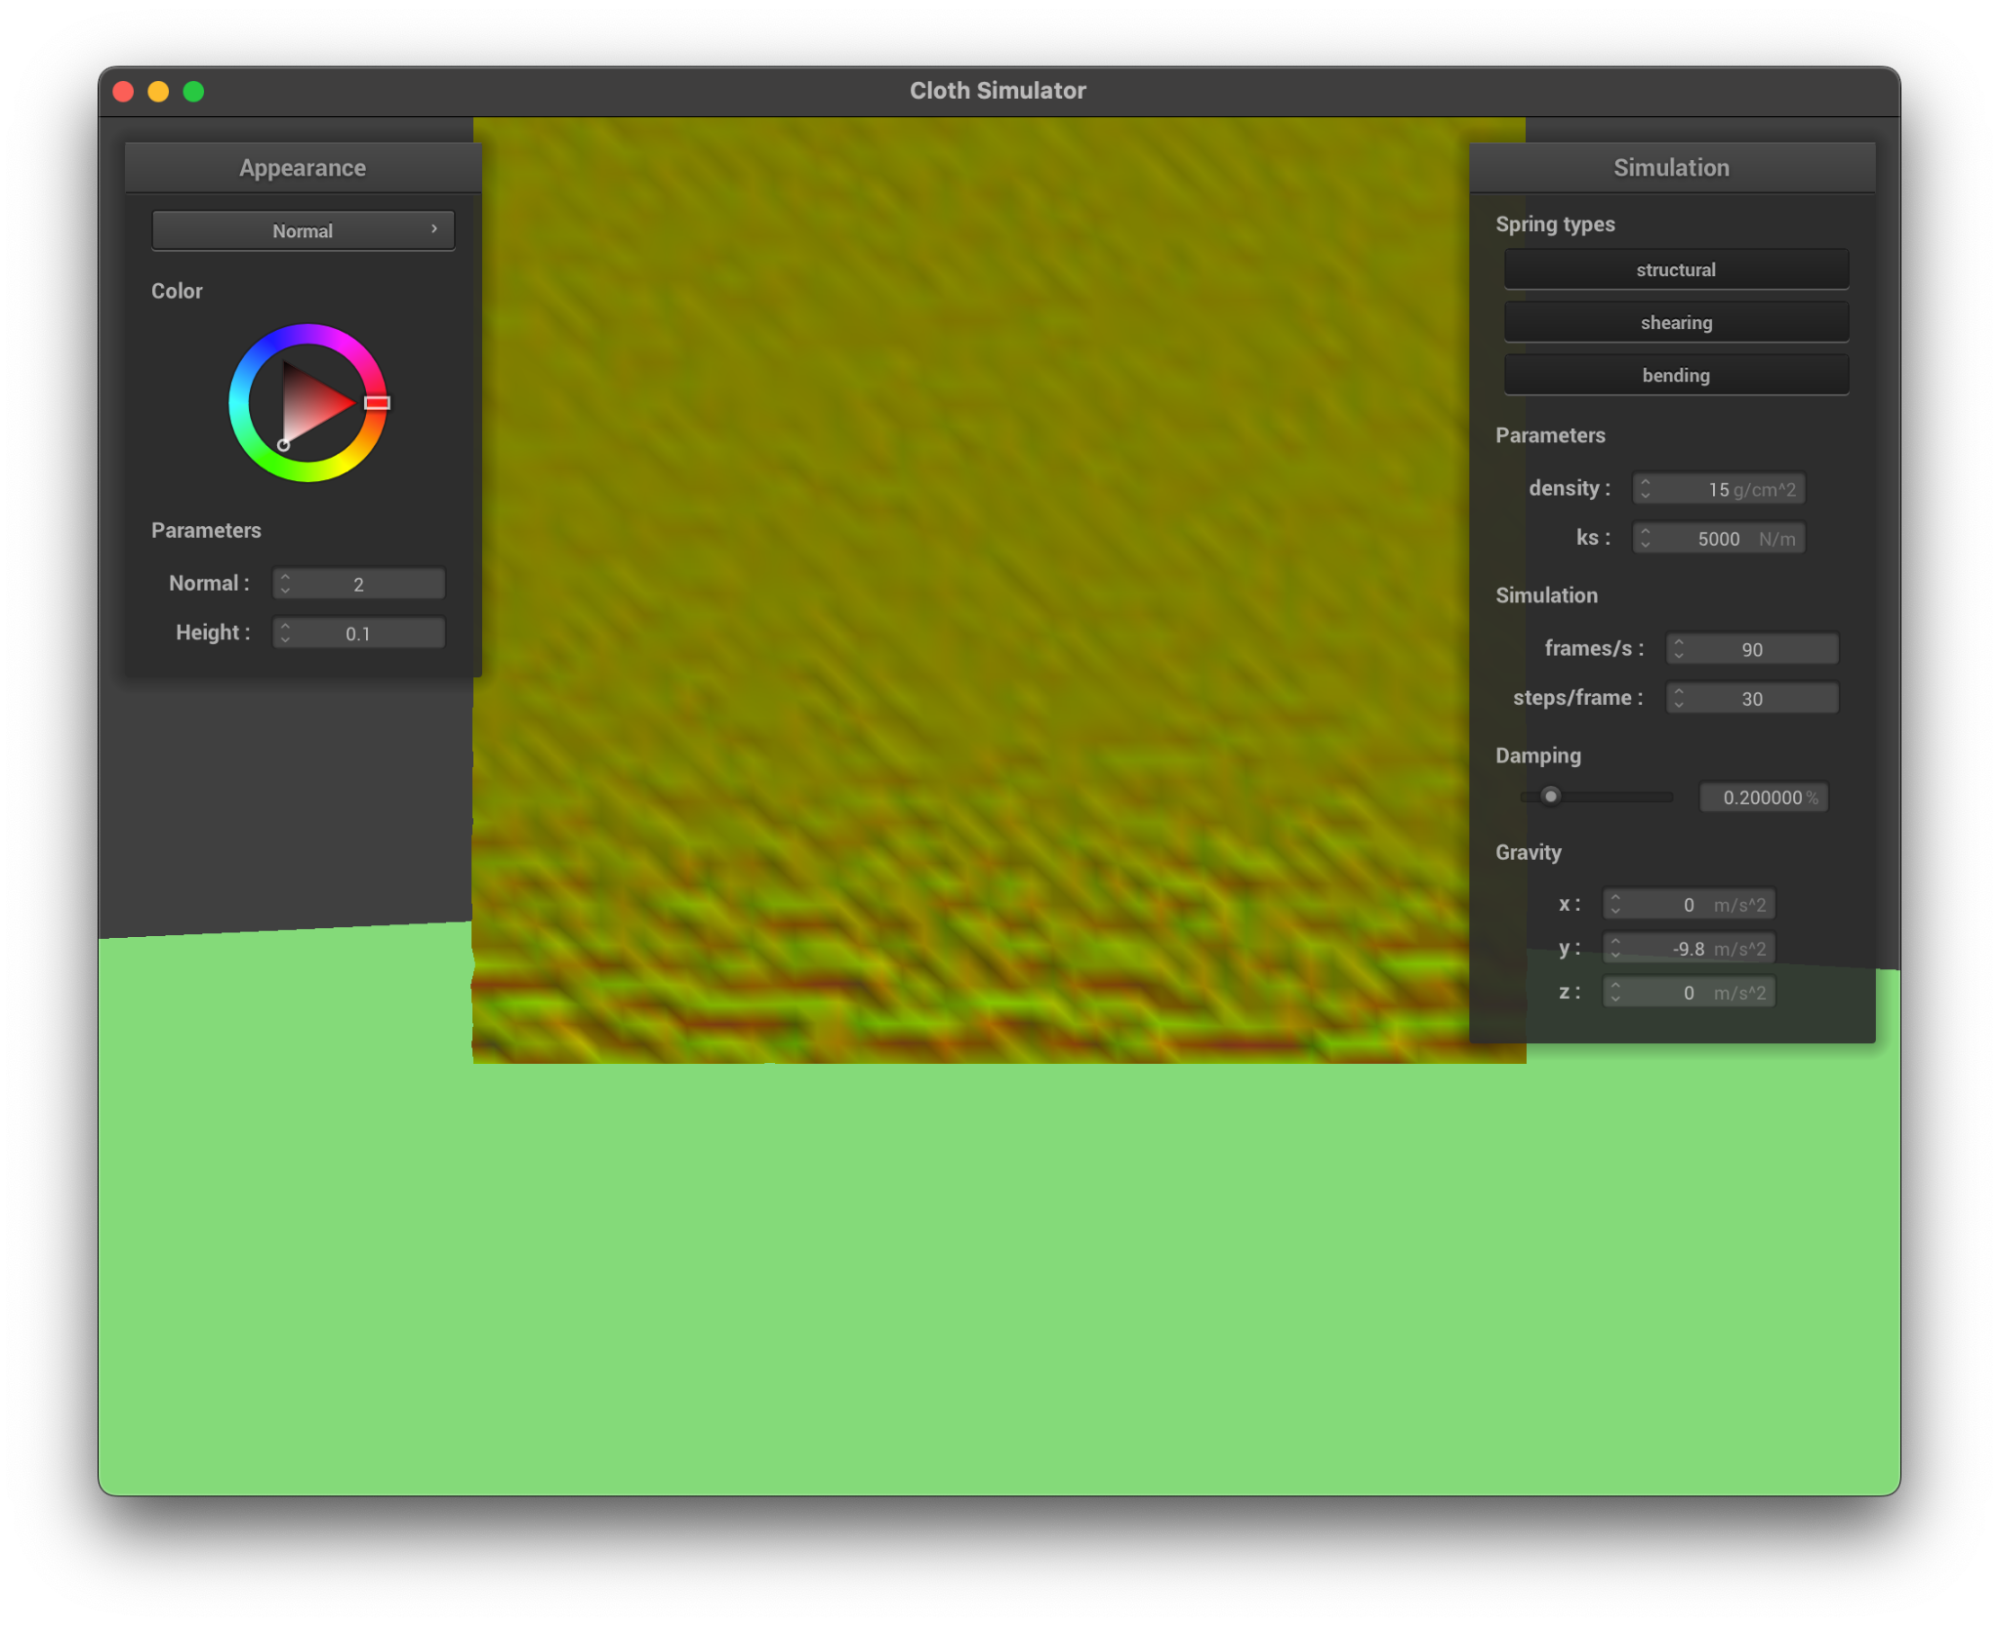 Cloth Simulator
Appearance
Normal
Color
Parameters
Normal : 2
Height : 0.1
Simulation
Spring types
structural
shearing
bending
Parameters
density : 15 g/cm^2
ks : 5000 N/m
Simulation
frames/s : 90
steps/frame : 30
Damping
0.200000 %
Gravity
x : 0 m/s^2
y : -9.8 m/s^2
z : 0 m/s^2